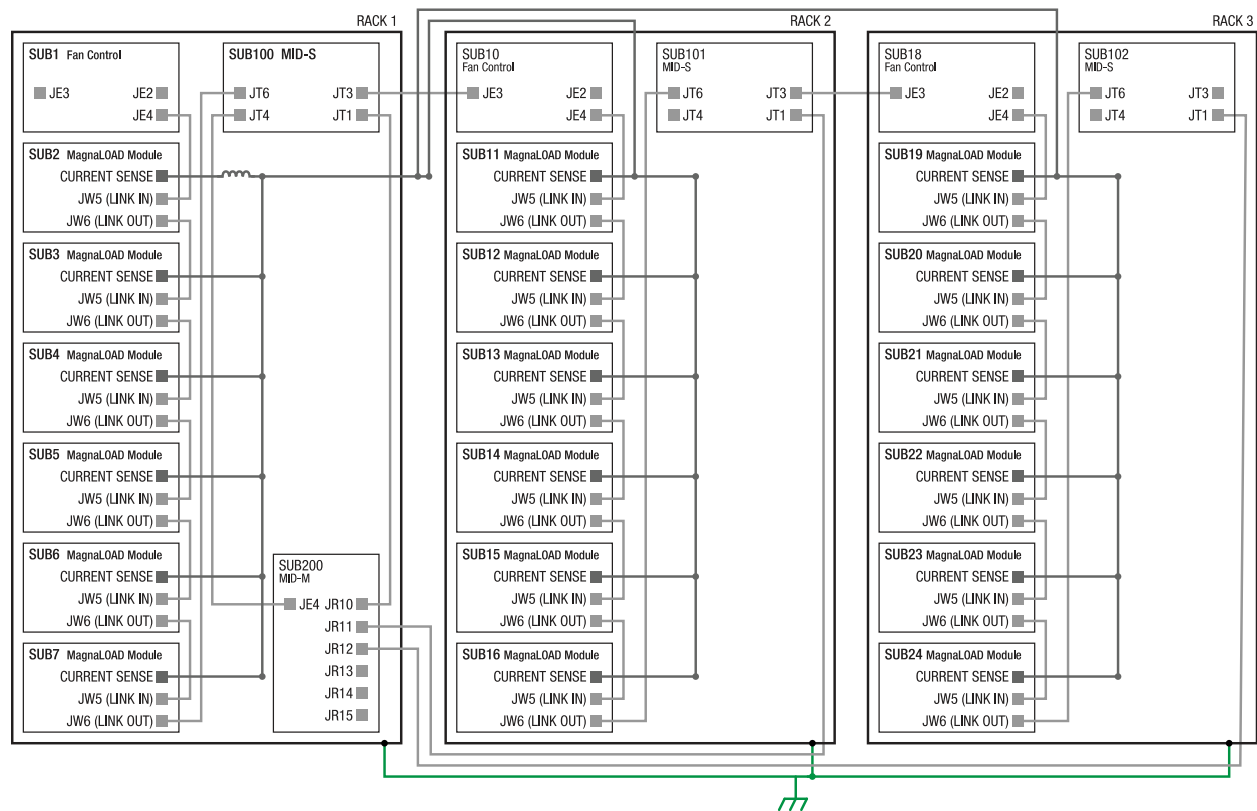 RACK 1
SUB1 Fan Control
JE3
JE2
JE4
SUB100 MID-S
JT6
JT3
JT4
JT1
SUB2 MagnaLOAD Module
CURRENT SENSE
JW5 (LINK IN)
JW6 (LINK OUT)
SUB3 MagnaLOAD Module
CURRENT SENSE
JW5 (LINK IN)
JW6 (LINK OUT)
SUB4 MagnaLOAD Module
CURRENT SENSE
JW5 (LINK IN)
JW6 (LINK OUT)
SUB5 MagnaLOAD Module
CURRENT SENSE
JW5 (LINK IN)
JW6 (LINK OUT)
SUB6 MagnaLOAD Module
CURRENT SENSE
JW5 (LINK IN)
JW6 (LINK OUT)
SUB7 MagnaLOAD Module
CURRENT SENSE
JW5 (LINK IN)
JW6 (LINK OUT)
SUB200
MID-M
JE4 JR10
JR11
JR12
JR13
JR14
JR15
RACK 2
SUB10
Fan Control
JE3
JE2
JE4
SUB101
MID-S
JT6
JT3
JT4
JT1
SUB11 MagnaLOAD Module
CURRENT SENSE
JW5 (LINK IN)
JW6 (LINK OUT)
SUB12 MagnaLOAD Module
CURRENT SENSE
JW5 (LINK IN)
JW6 (LINK OUT)
SUB13 MagnaLOAD Module
CURRENT SENSE
JW5 (LINK IN)
JW6 (LINK OUT)
SUB14 MagnaLOAD Module
CURRENT SENSE
JW5 (LINK IN)
JW6 (LINK OUT)
SUB15 MagnaLOAD Module
CURRENT SENSE
JW5 (LINK IN)
JW6 (LINK OUT)
SUB16 MagnaLOAD Module
CURRENT SENSE
JW5 (LINK IN)
JW6 (LINK OUT)
RACK 3
SUB18
Fan Control
JE3
JE2
JE4
SUB102
MID-S
JT6
JT3
JT4
JT1
SUB19 MagnaLOAD Module
CURRENT SENSE
JW5 (LINK IN)
JW6 (LINK OUT)
SUB20 MagnaLOAD Module
CURRENT SENSE
JW5 (LINK IN)
JW6 (LINK OUT)
SUB21 MagnaLOAD Module
CURRENT SENSE
JW5 (LINK IN)
JW6 (LINK OUT)
SUB22 MagnaLOAD Module
CURRENT SENSE
JW5 (LINK IN)
JW6 (LINK OUT)
SUB23 MagnaLOAD Module
CURRENT SENSE
JW5 (LINK IN)
JW6 (LINK OUT)
SUB24 MagnaLOAD Module
CURRENT SENSE
JW5 (LINK IN)
JW6 (LINK OUT)